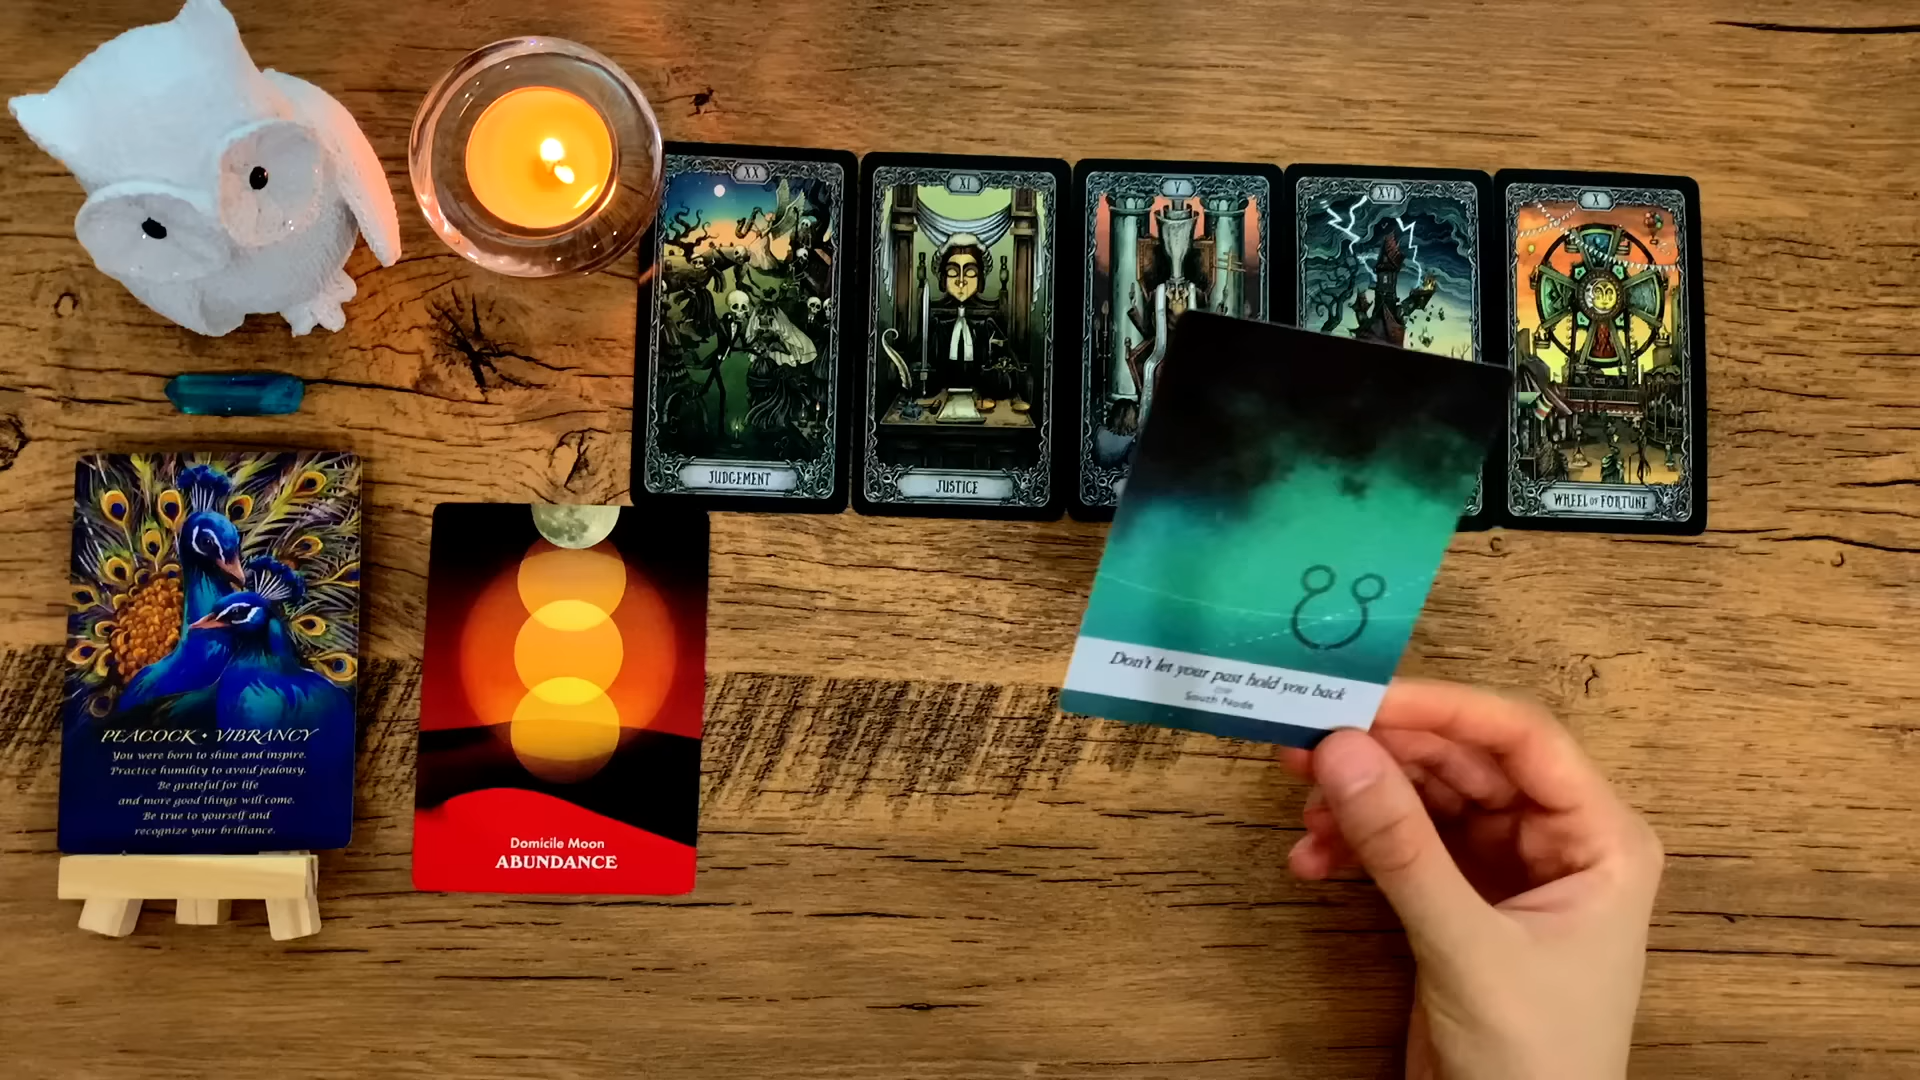 XX
XI
V
XVI
X
JUDGEMENT
JUSTICE
WHEEL OF FORTUNE
PEACOCK • VIBRANCY
You were born to shine and inspire.
Practice humility to avoid jealousy.
Be grateful for life
and more good things will come.
Be true to yourself and
recognize your brilliance.
Domicile Moon
ABUNDANCE
Don't let your past hold you back
South Node